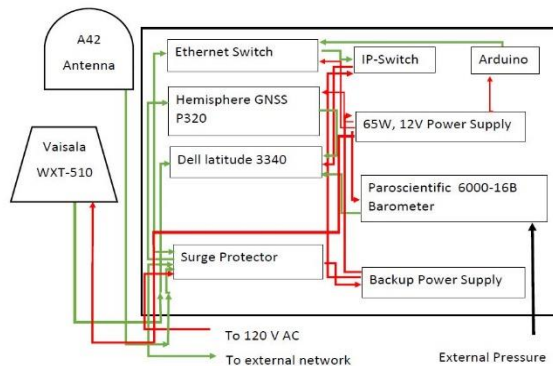 A42
Antenna
Vaisala
WXT-510
Ethernet Switch
IP-Switch
Arduino
Hemisphere GNSS
P320
65W, 12V Power Supply
Dell latitude 3340
Paroscientific 6000-16B
Barometer
Surge Protector
Backup Power Supply
To 120 V AC
To external network
External Pressure